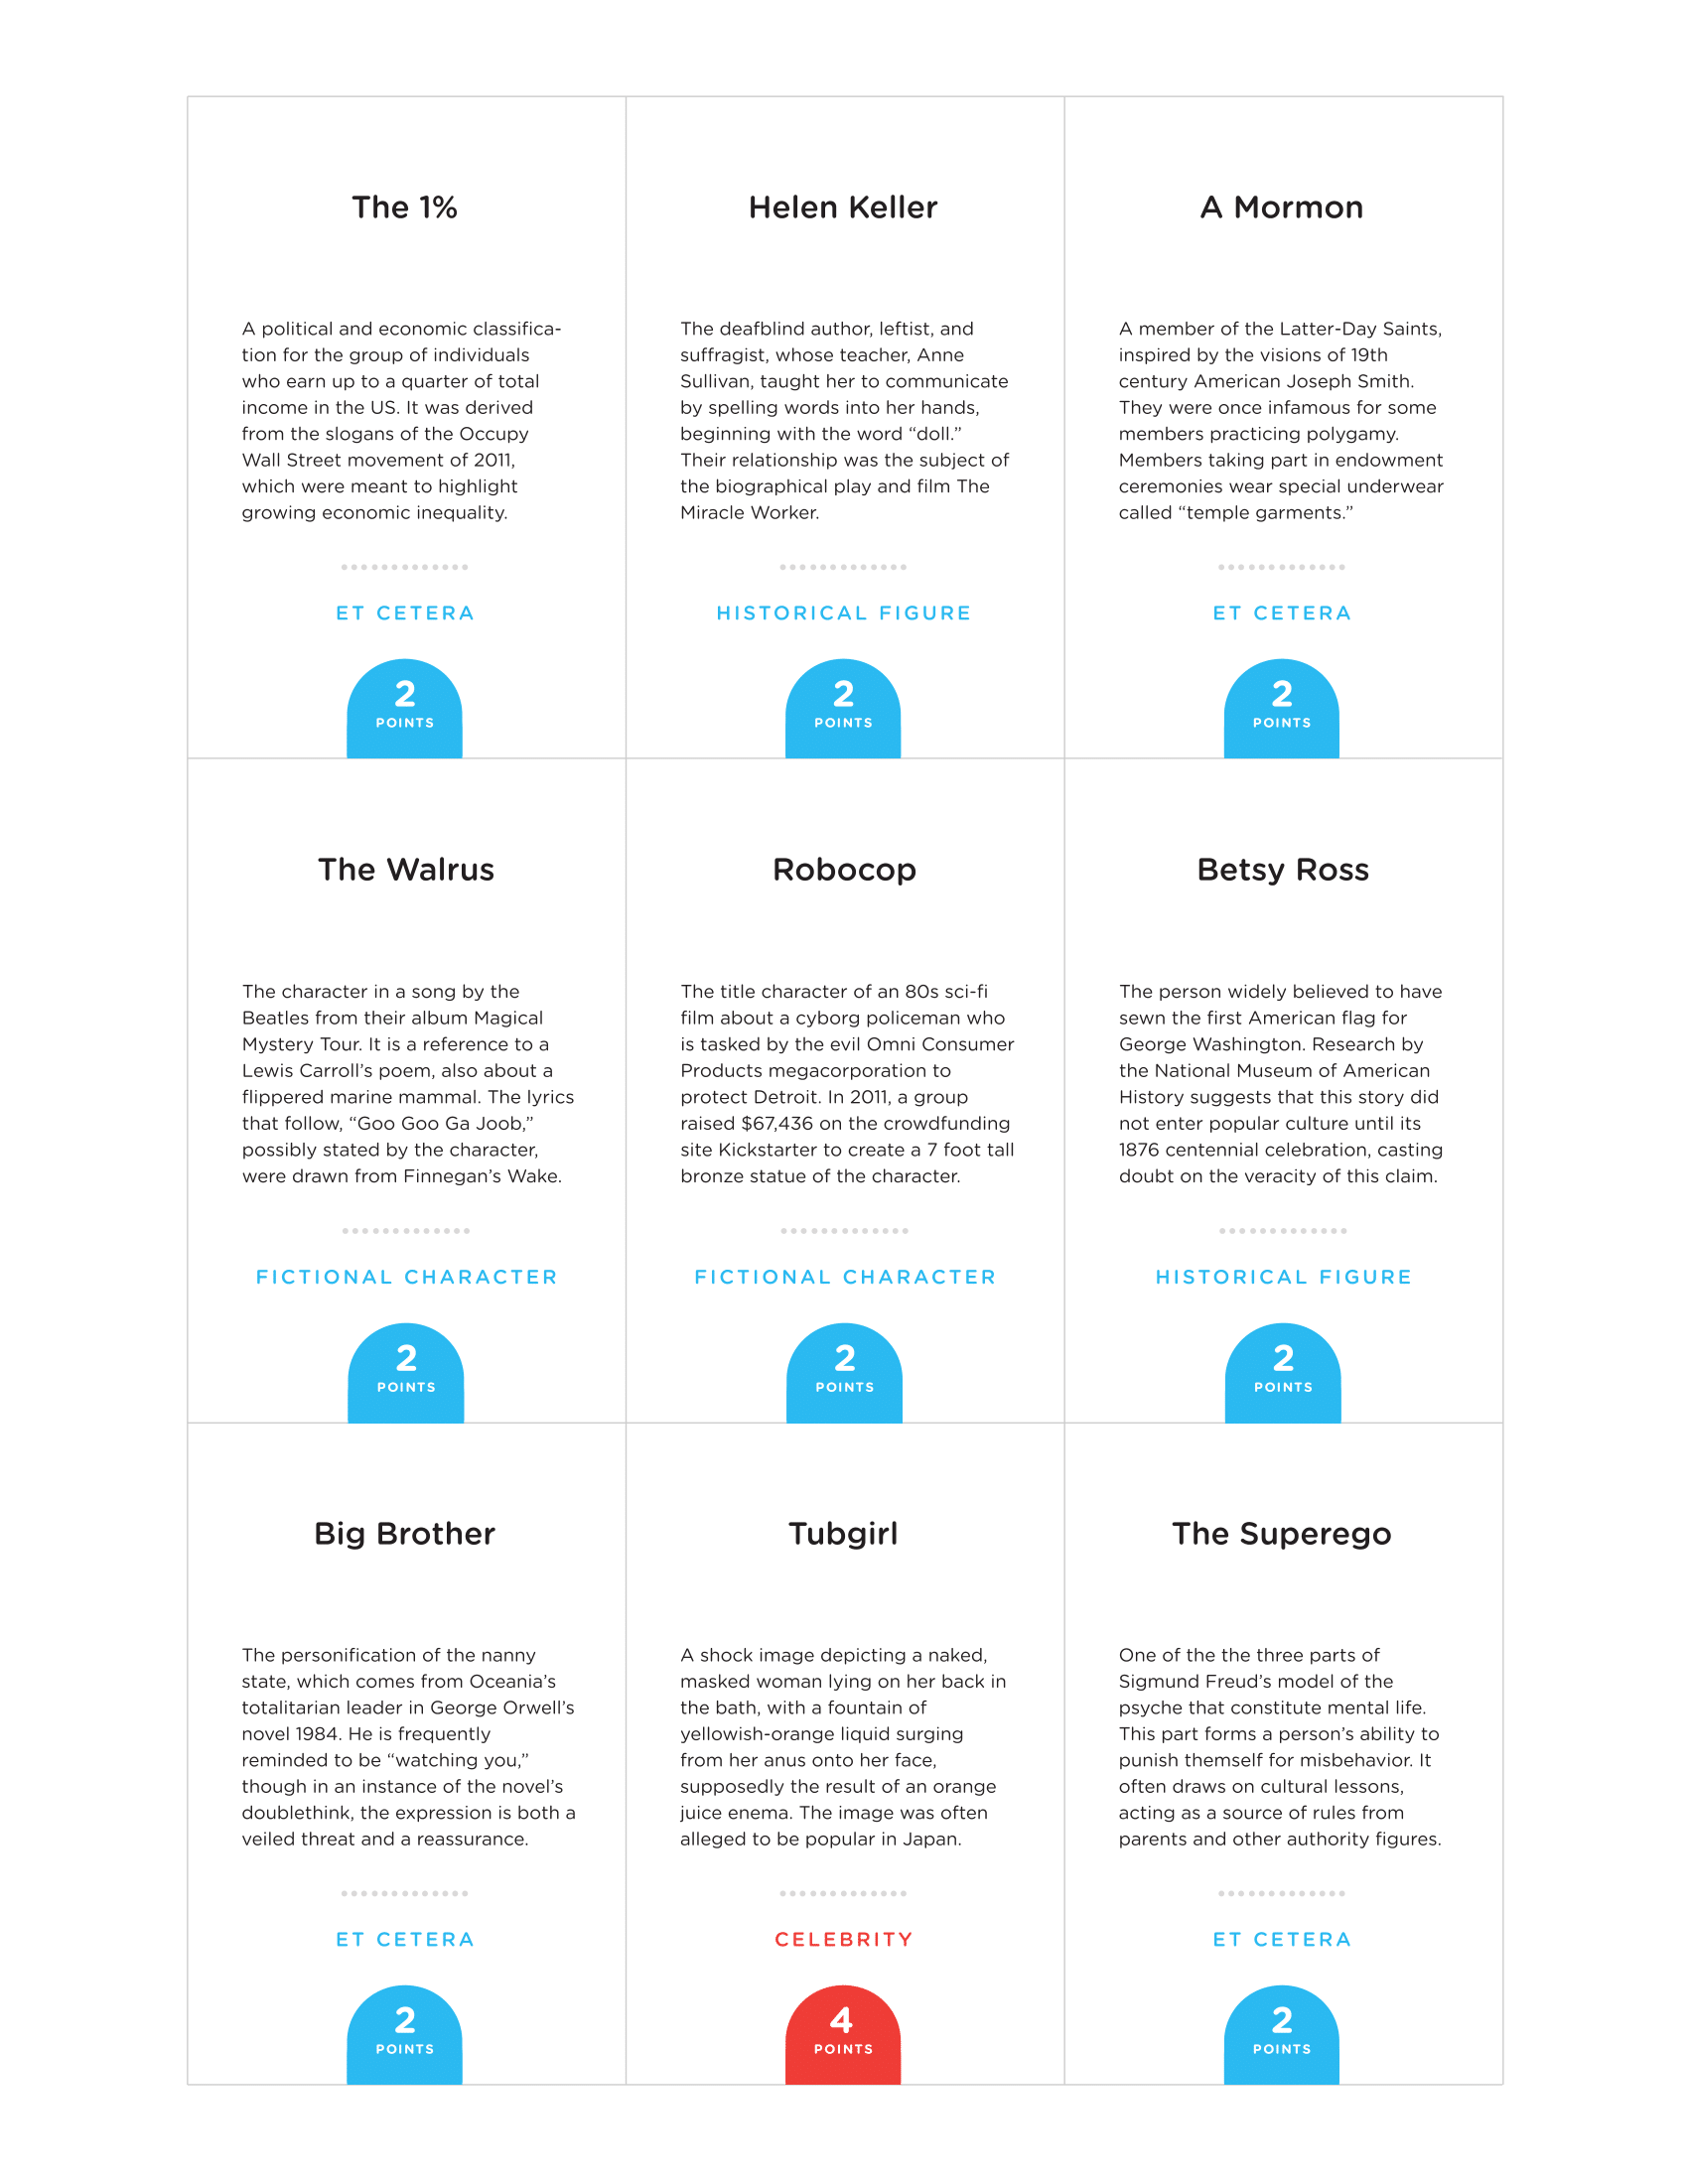 The 1%
A political and economic classifica-
tion for the group of individuals
who earn up to a quarter of total
income in the US. It was derived
from the slogans of the Occupy
Wall Street movement of 2011,
which were meant to highlight
growing economic inequality.
ET CETERA
2
POINTS
Helen Keller
The deafblind author, leftist, and
suffragist, whose teacher, Anne
Sullivan, taught her to communicate
by spelling words into her hands,
beginning with the word “doll.”
Their relationship was the subject of
the biographical play and film The
Miracle Worker.
HISTORICAL FIGURE
2
POINTS
A Mormon
A member of the Latter-Day Saints,
inspired by the visions of 19th
century American Joseph Smith.
They were once infamous for some
members practicing polygamy.
Members taking part in endowment
ceremonies wear special underwear
called “temple garments.”
ET CETERA
2
POINTS
The Walrus
The character in a song by the
Beatles from their album Magical
Mystery Tour. It is a reference to a
Lewis Carroll’s poem, also about a
flippered marine mammal. The lyrics
that follow, “Goo Goo Ga Joob,”
possibly stated by the character,
were drawn from Finnegan’s Wake.
FICTIONAL CHARACTER
2
POINTS
Robocop
The title character of an 80s sci-fi
film about a cyborg policeman who
is tasked by the evil Omni Consumer
Products megacorporation to
protect Detroit. In 2011, a group
raised $67,436 on the crowdfunding
site Kickstarter to create a 7 foot tall
bronze statue of the character.
FICTIONAL CHARACTER
2
POINTS
Betsy Ross
The person widely believed to have
sewn the first American flag for
George Washington. Research by
the National Museum of American
History suggests that this story did
not enter popular culture until its
1876 centennial celebration, casting
doubt on the veracity of this claim.
HISTORICAL FIGURE
2
POINTS
Big Brother
The personification of the nanny
state, which comes from Oceania’s
totalitarian leader in George Orwell’s
novel 1984. He is frequently
reminded to be “watching you,”
though in an instance of the novel’s
doublethink, the expression is both a
veiled threat and a reassurance.
ET CETERA
2
POINTS
Tubgirl
A shock image depicting a naked,
masked woman lying on her back in
the bath, with a fountain of
yellowish-orange liquid surging
from her anus onto her face,
supposedly the result of an orange
juice enema. The image was often
alleged to be popular in Japan.
CELEBRITY
4
POINTS
The Superego
One of the the three parts of
Sigmund Freud’s model of the
psyche that constitute mental life.
This part forms a person’s ability to
punish themself for misbehavior. It
often draws on cultural lessons,
acting as a source of rules from
parents and other authority figures.
ET CETERA
2
POINTS